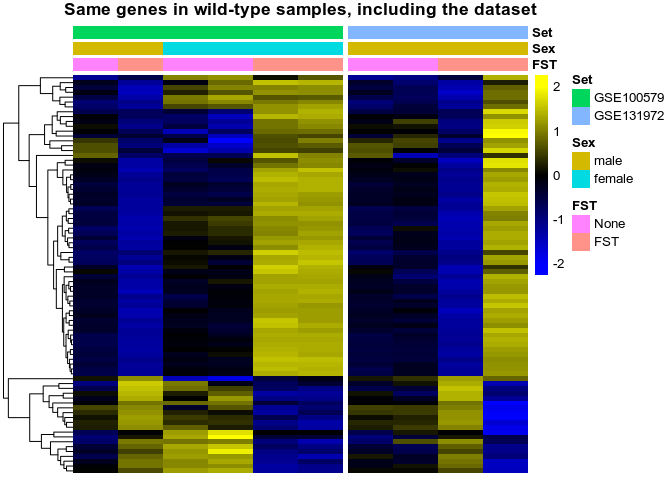 Same genes in wild-type samples, including the dataset
Set
Sex
FST
2
1
0
-1
-2
Set
GSE100579
GSE131972
Sex
male
female
FST
None
FST